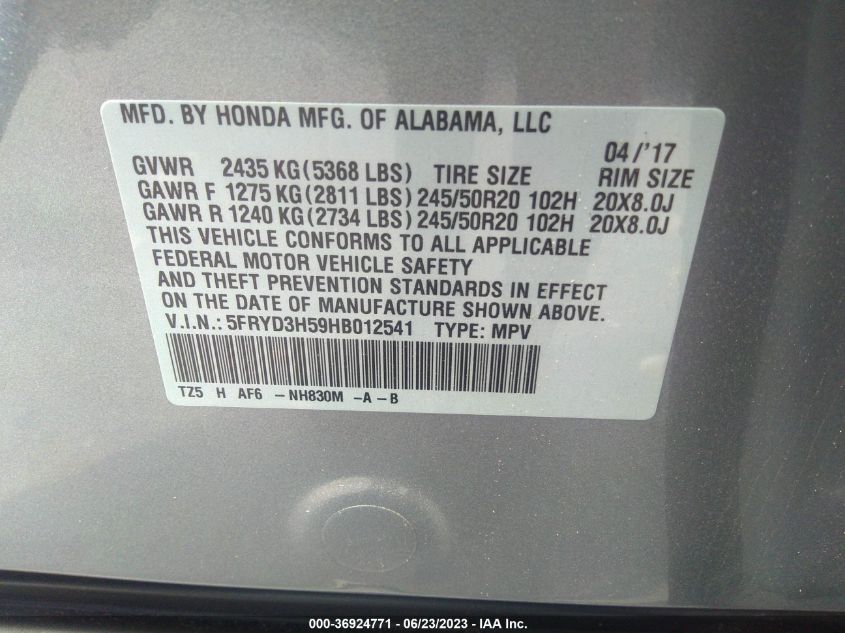 MFD. BY HONDA MFG. OF ALABAMA, LLC
04/'17
GVWR 2435 KG (5368 LBS) TIRE SIZE RIM SIZE
GAWR F 1275 KG (2811 LBS) 245/50R20 102H 20X8.0J
GAWR R 1240 KG (2734 LBS) 245/50R20 102H 20X8.0J
THIS VEHICLE CONFORMS TO ALL APPLICABLE
FEDERAL MOTOR VEHICLE SAFETY
AND THEFT PREVENTION STANDARDS IN EFFECT
ON THE DATE OF MANUFACTURE SHOWN ABOVE.
V.I.N.: 5FRYD3H59HB012541 TYPE: MPV
TZ5 H AF6 – NH830M –A – B
000-36924771 - 06/23/2023 - IAA Inc.